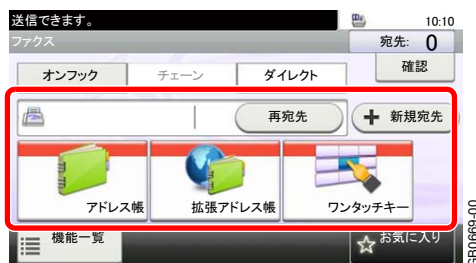 送信できます。
10:10
ファクス
宛先: 0
オンフック
チェーン
ダイレクト
確認
再宛先
新規宛先
アドレス帳
拡張アドレス帳
ワンタッチキー
機能一覧
お気に入り
GB0669-00